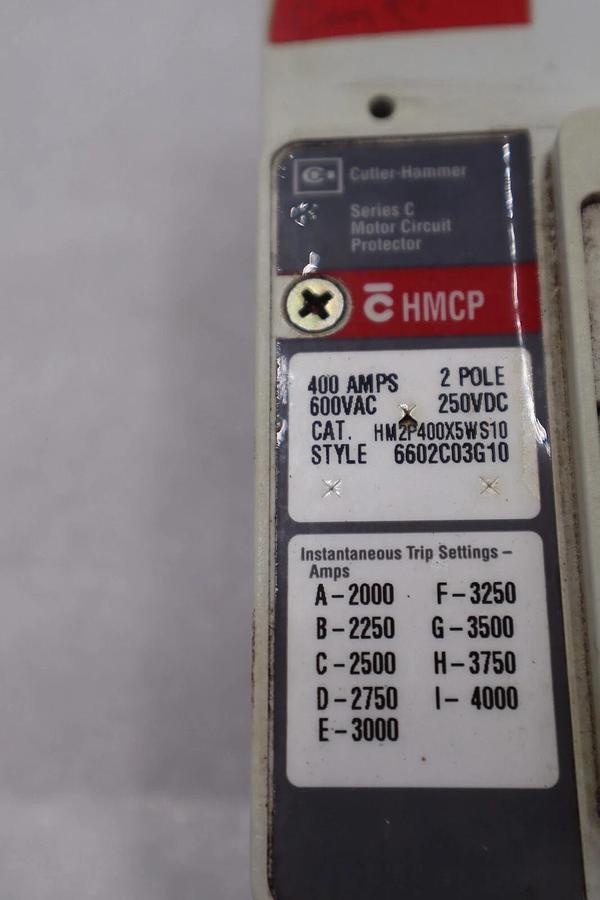 Cutler-Hammer
Series C
Motor Circuit
Protector
HMCP
400 AMPS 2 POLE
600VAC 250VDC
CAT. HM2P400X5WS10
STYLE 6602C03G10
Instantaneous Trip Settings –
Amps
A – 2000 F – 3250
B – 2250 G – 3500
C – 2500 H – 3750
D – 2750 I – 4000
E – 3000